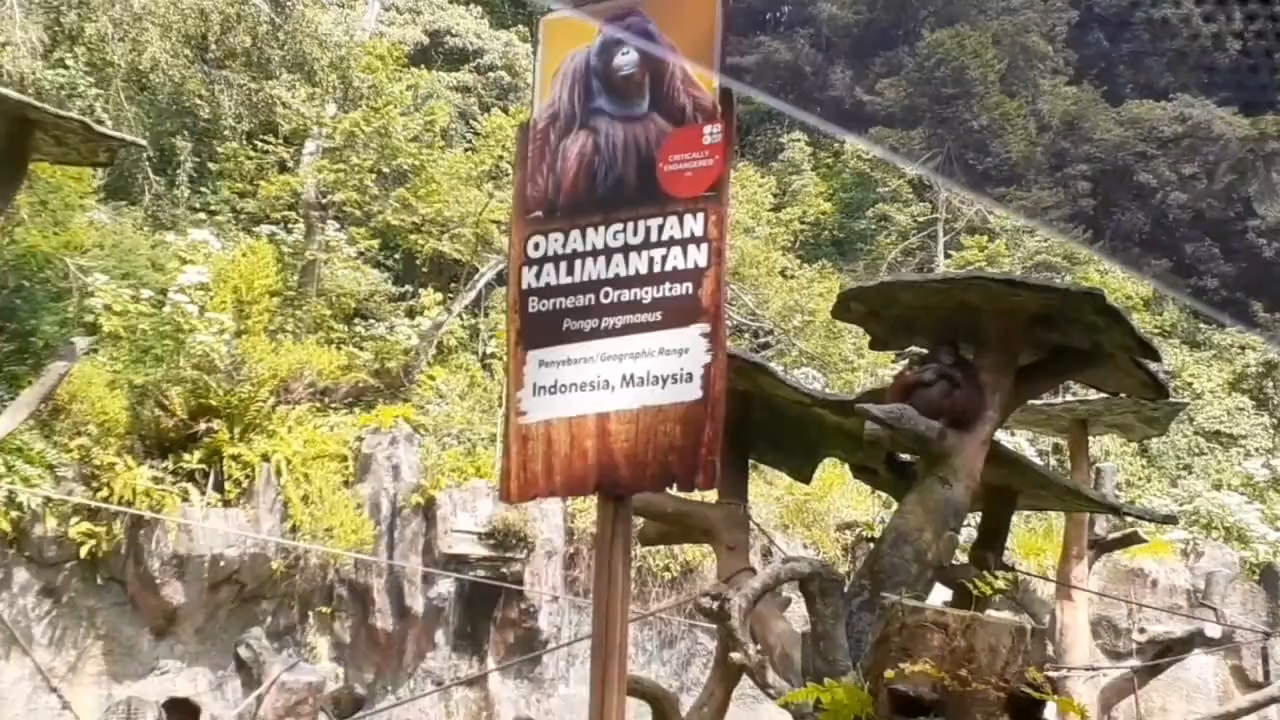 CRITICALLY
ENDANGERED
ORANGUTAN
KALIMANTAN
Bornean Orangutan
Pongo pygmaeus
Penyebaran/Geographic Range
Indonesia, Malaysia